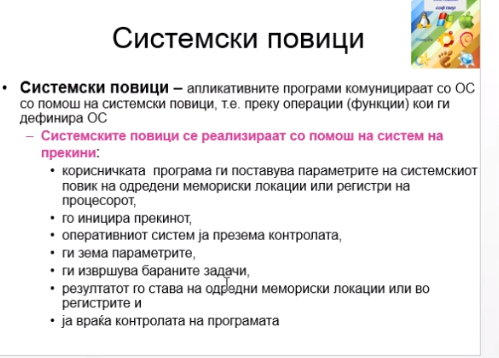 Системски повици
• Системски повици – апликативните програми комуницираат со ОС
со помош на системски повици, т.е. преку операции (функции) кои ги
дефинира ОС
– Системските повици се реализираат со помош на систем на
прекини:
• корисничката програма ги поставува параметрите на системскиот
повик на одредени мемориски локации или регистри на
процесорот,
• го иницира прекинот,
• оперативниот систем ја презема контролата,
• ги зема параметрите,
• ги извршува бараните задачи,
• резултатот го става на одредни мемориски локации или во
регистрите и
• ја враќа контролата на програмата